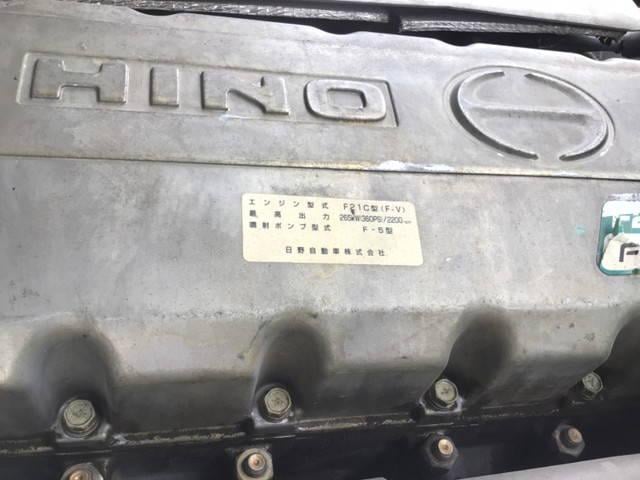 HINO
エンジン型式 F21C型(F-V)
最高出力 265kW(360PS)/2200rpm
噴射ポンプ型式 F-5型
日野自動車株式会社
F